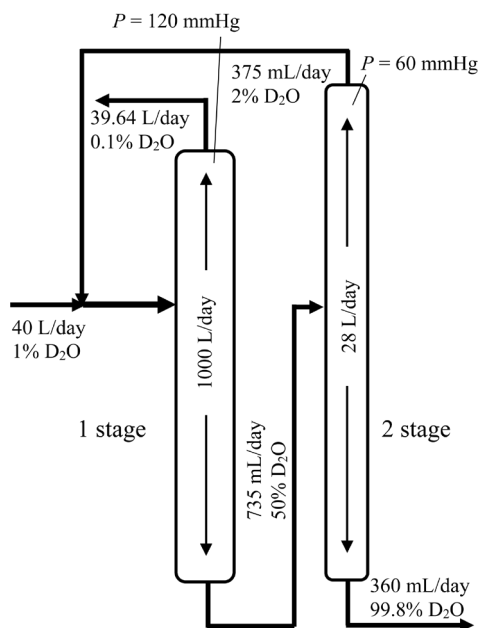 P = 120 mmHg
P = 60 mmHg
375 mL/day
2% D₂O
39.64 L/day
0.1% D₂O
40 L/day
1% D₂O
1000 L/day
28 L/day
1 stage
2 stage
735 mL/day
50% D₂O
360 mL/day
99.8% D₂O